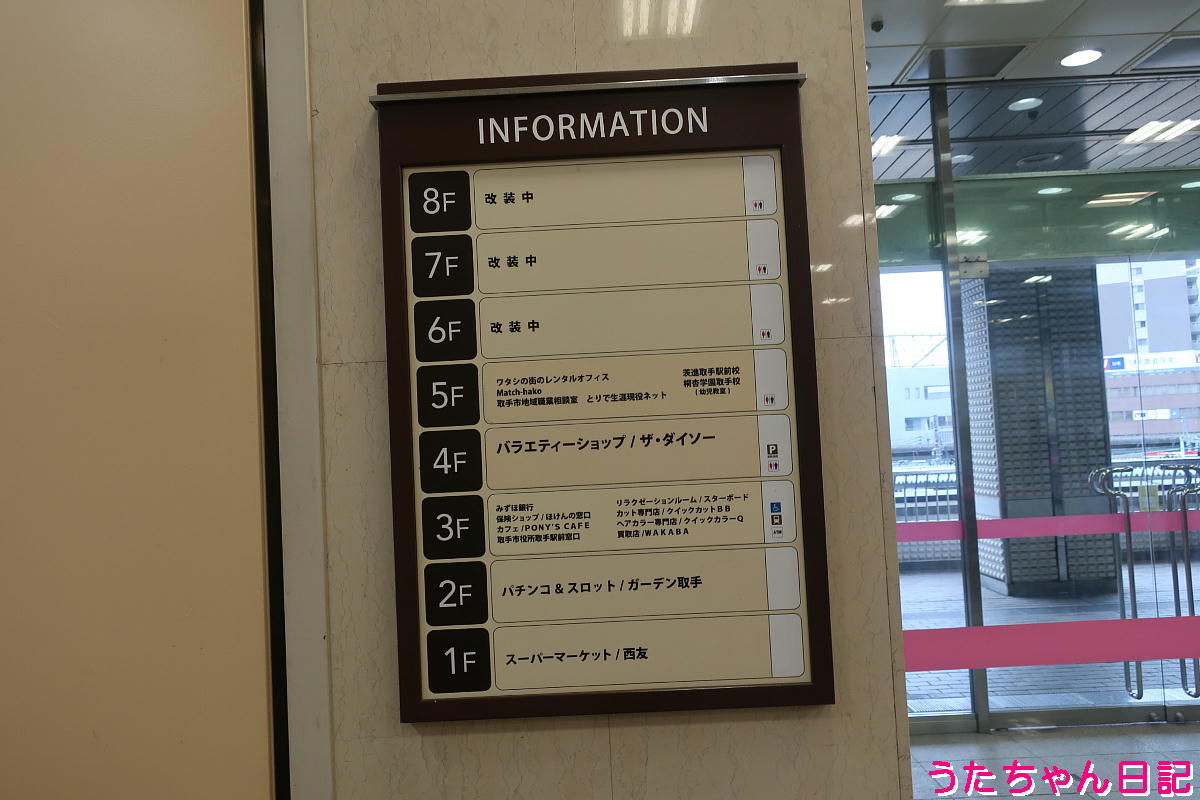 INFORMATION
8F 改装中
7F 改装中
6F 改装中
5F
ワタシの街のレンタルオフィス
Match-hako
取手市地域職業相談室 とりで生涯現役ネット
茨進取手駅前校
桐杏学園取手校
(幼児教室)
4F バラエティーショップ / ザ・ダイソー
P
3F
みずほ銀行
保険ショップ / ほけんの窓口
カフェ / PONY'S CAFE
取手市役所取手駅前窓口
リラクゼーションルーム / スターボード
カット専門店 / クイックカットBB
ヘアカラー専門店 / クイックカラーQ
買取店 / WAKABA
ATM
2F パチンコ & スロット / ガーデン取手
1F スーパーマーケット / 西友
うたちゃん日記